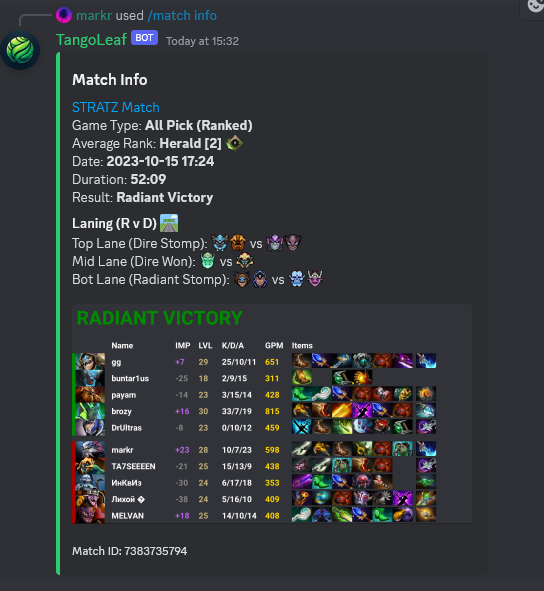 markr used /match info
TangoLeaf BOT Today at 15:32
Match Info
STRATZ Match
Game Type: All Pick (Ranked)
Average Rank: Herald [2]
Date: 2023-10-15 17:24
Duration: 52:09
Result: Radiant Victory
Laning (R v D)
Top Lane (Dire Stomp): vs
Mid Lane (Dire Won): vs
Bot Lane (Radiant Stomp): vs
RADIANT VICTORY
Name IMP LVL K/D/A GPM Items
gg +7 29 25/10/11 651
buntar1us -25 18 2/9/15 311
payam -14 23 3/15/14 428
brozy +16 30 33/7/19 815
DrUltras -8 23 0/10/12 459
markr +23 28 10/7/23 598
TA7SEEEEN -21 25 15/13/9 438
ИнКвИз -30 24 6/17/18 353
Лихой � -38 24 5/16/10 409
MELVAN +18 25 14/10/14 408
Match ID: 7383735794